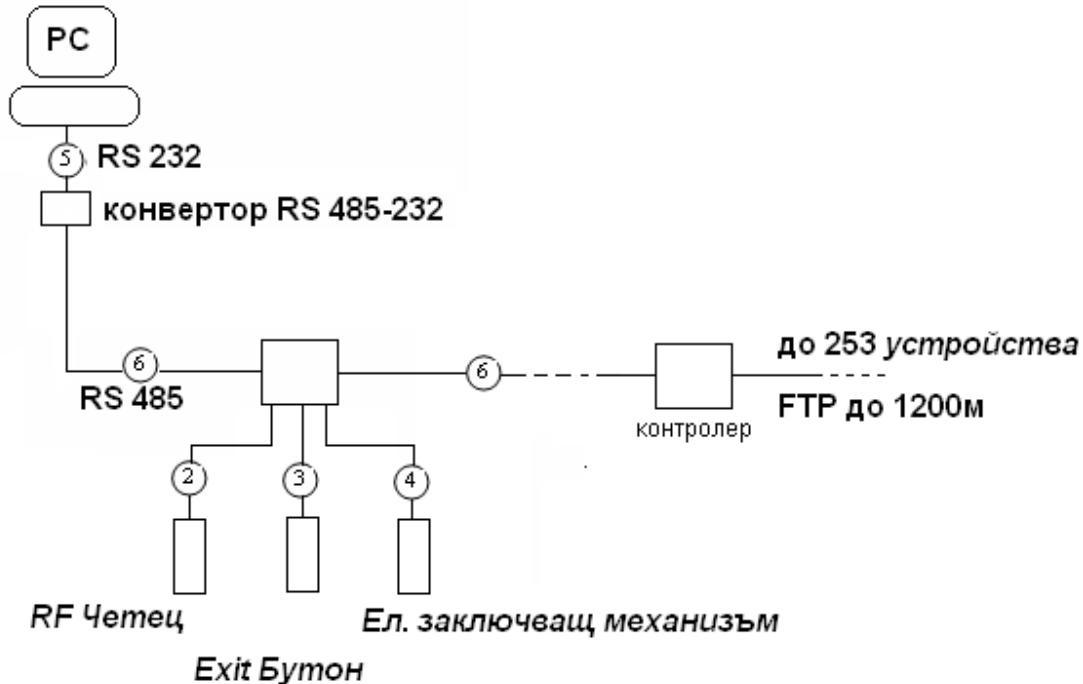 PC
5
RS 232
конвертор RS 485-232
6
RS 485
6
до 253 устройства
FTP до 1200м
контролер
2
3
4
RF Четец
Ел. заключващ механизъм
Exit Бутон